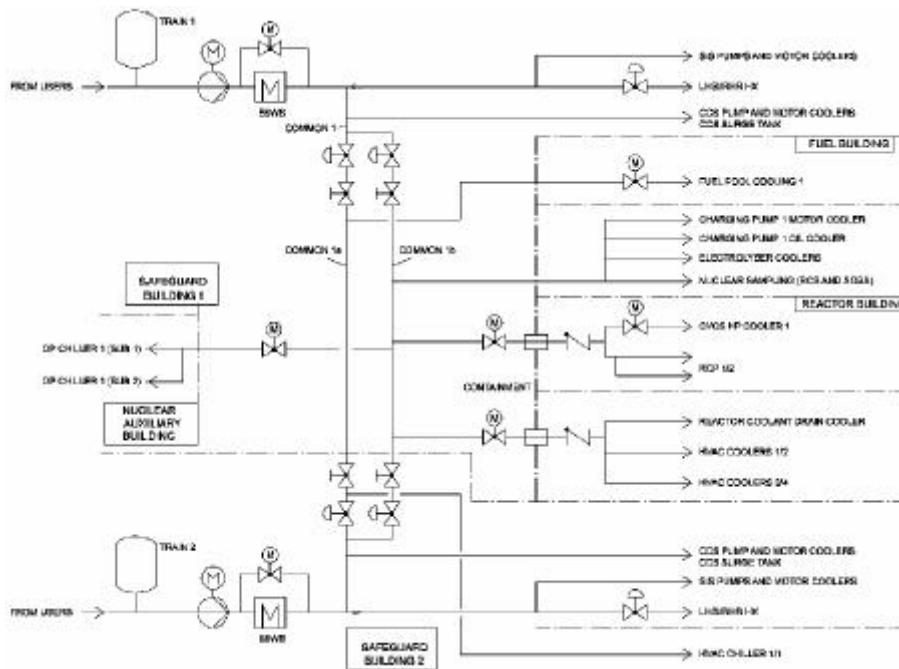 TRAIN 1
M
M
SIS PUMPS AND MOTOR COOLERS
FROM USERS
M
M
LHSI/RHR HX
ESWS
COMMON 1
CCS PUMP AND MOTOR COOLERS
CCS SURGE TANK
FUEL BUILDING
M
FUEL POOL COOLING 1
CHARGING PUMP 1 MOTOR COOLER
CHARGING PUMP 1 OIL COOLER
COMMON 1a
COMMON 1b
ELECTROLYSER COOLERS
SAFEGUARD
BUILDING 1
NUCLEAR SAMPLING (RCS AND SGSS)
REACTOR BUILDING
M
M
M
CVCS HP COOLER 1
OP CHILLER 1 (SUB 1)
RCP 1/2
OP CHILLER 1 (SUB 2)
CONTAINMENT
NUCLEAR
AUXILIARY
BUILDING
M
REACTOR COOLANT DRAIN COOLER
HVAC COOLERS 1/2
HVAC COOLERS 3/4
TRAIN 2
M
M
CCS PUMP AND MOTOR COOLERS
CCS SURGE TANK
SIS PUMPS AND MOTOR COOLERS
FROM USERS
M
LHSI/RHR HX
ESWS
SAFEGUARD
BUILDING 2
HVAC CHILLER 1/1